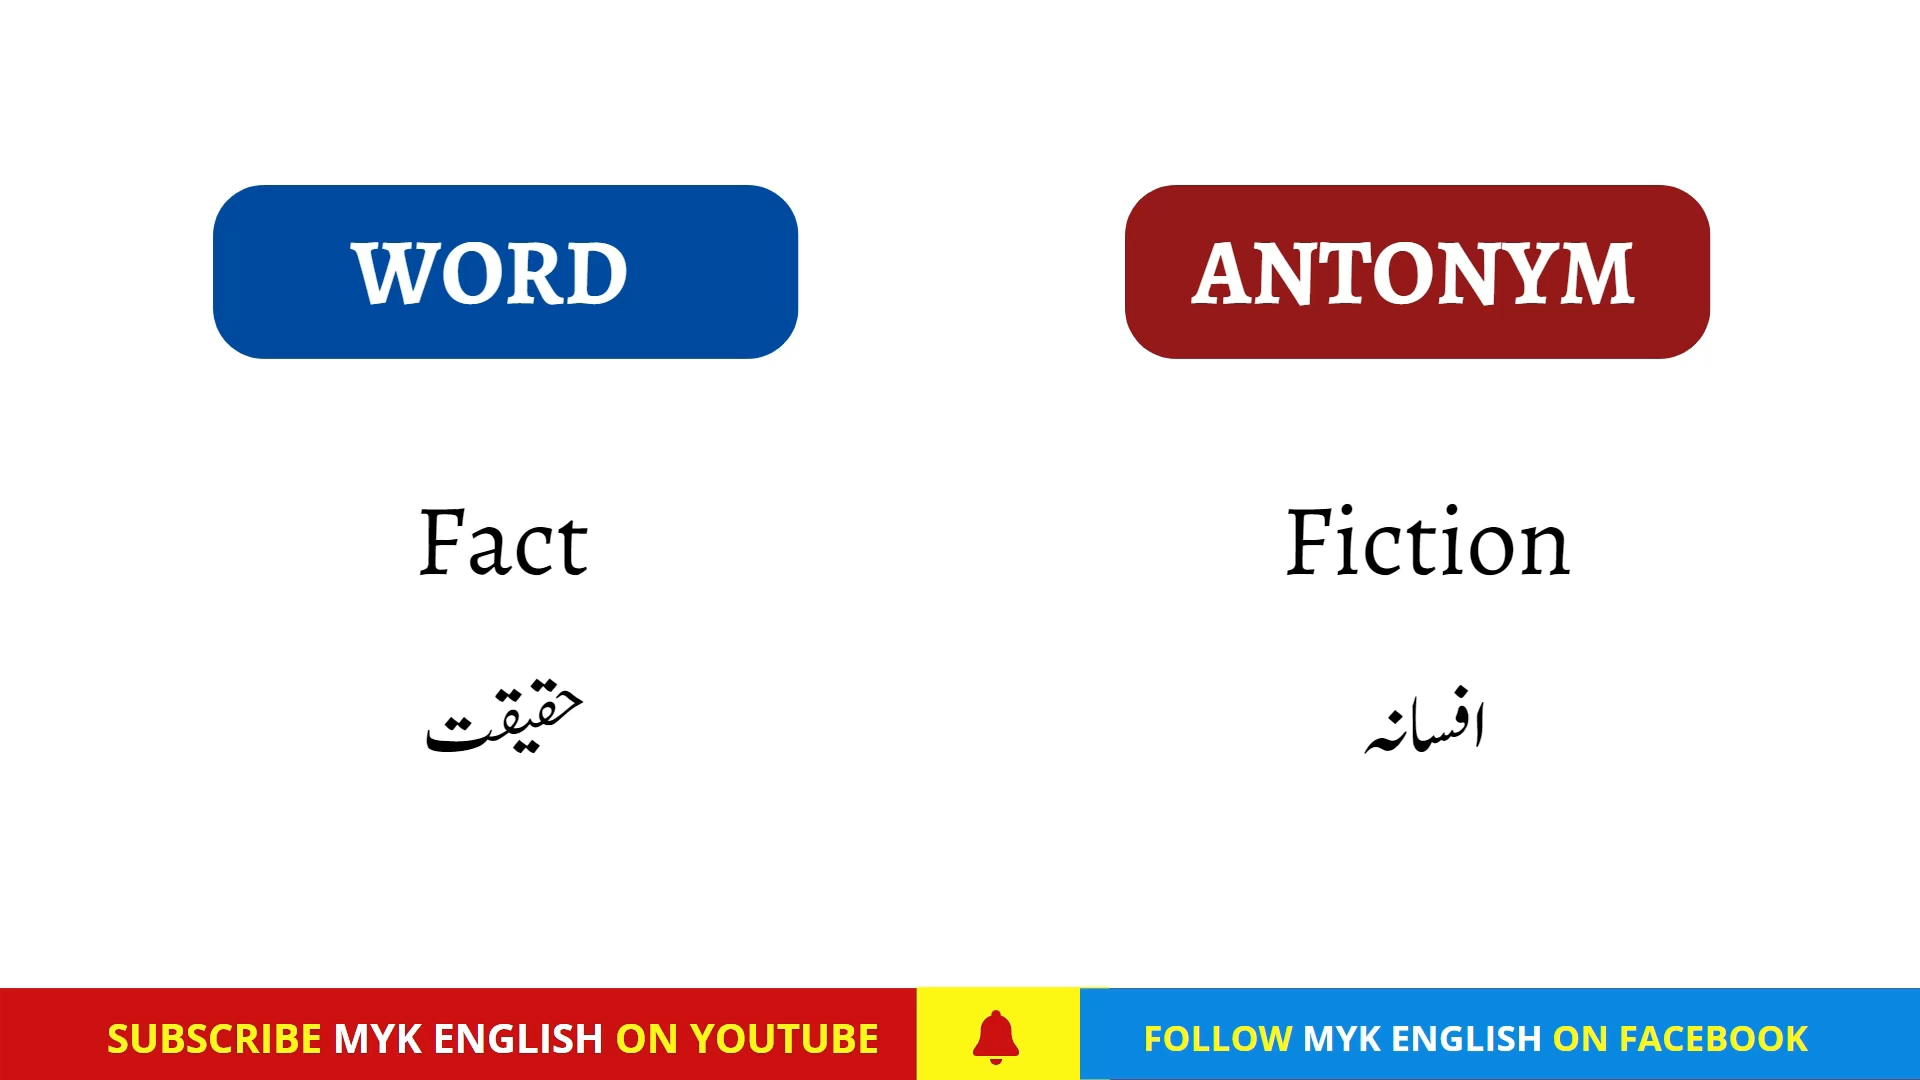 WORD
ANTONYM
Fact
Fiction
حقیقت
افسانہ
SUBSCRIBE MYK ENGLISH ON YOUTUBE
FOLLOW MYK ENGLISH ON FACEBOOK